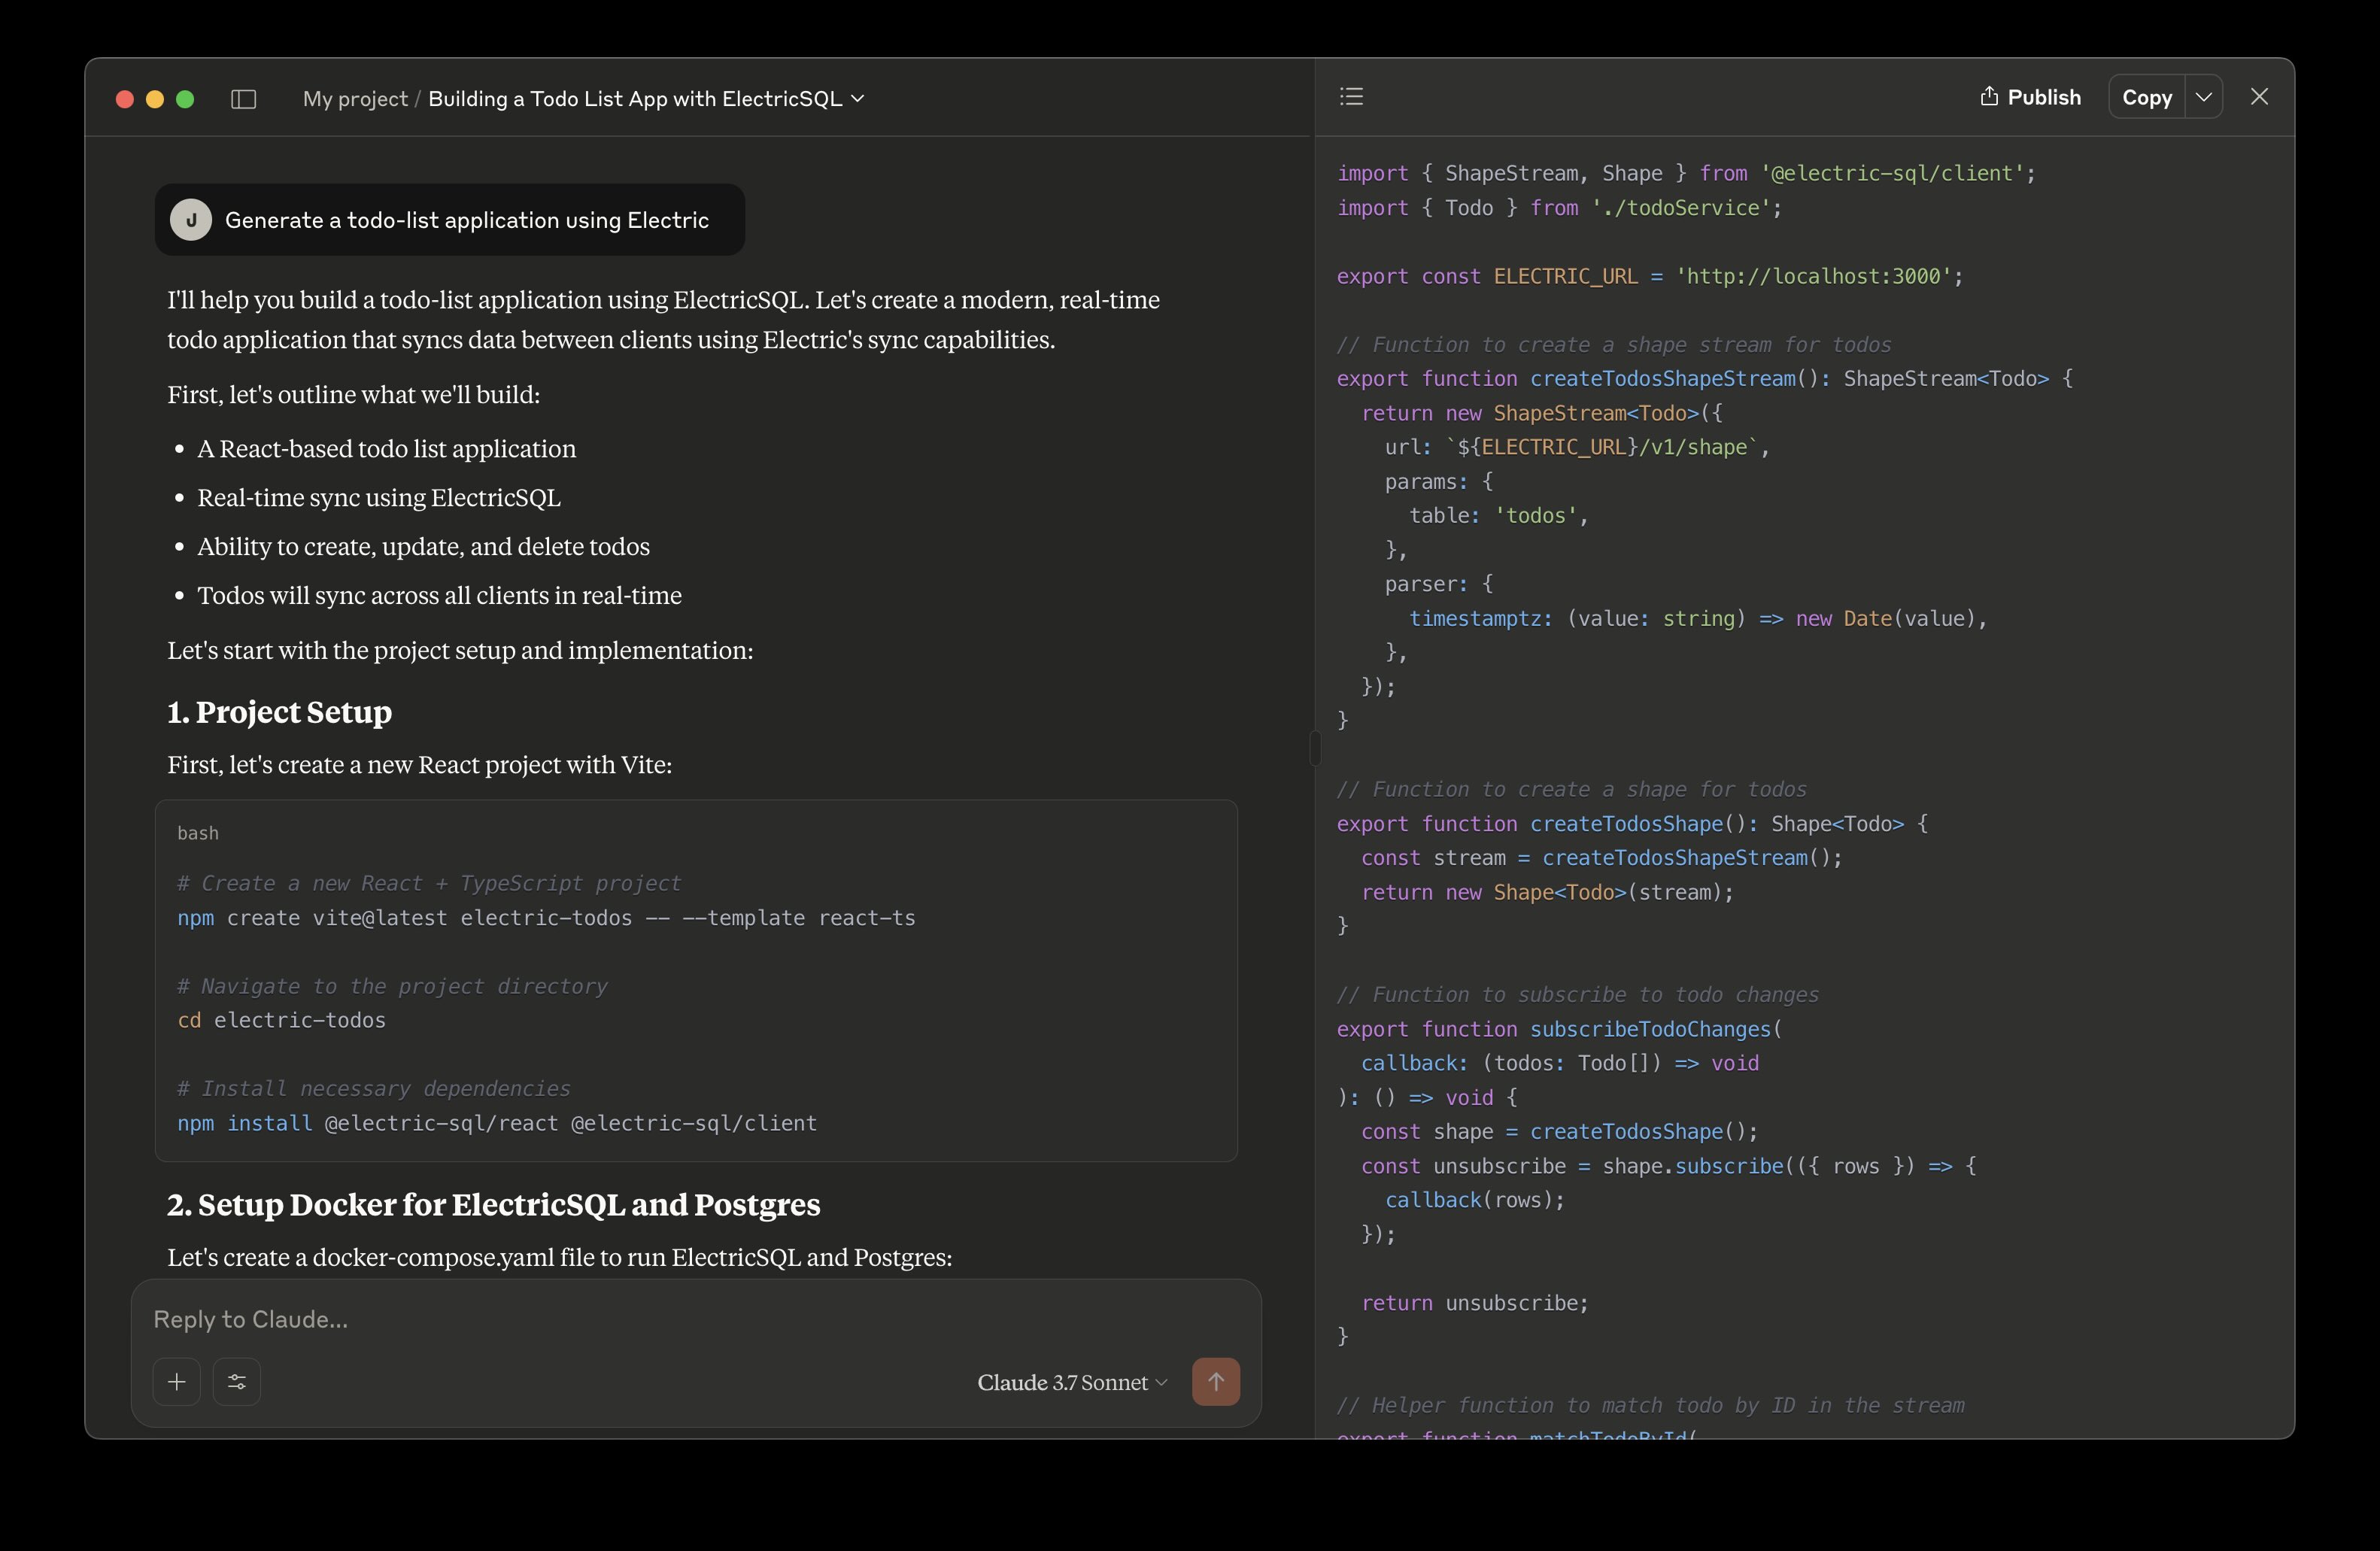 My project / Building a Todo List App with ElectricSQL
J
Generate a todo-list application using Electric
I'll help you build a todo-list application using ElectricSQL. Let's create a modern, real-time
todo application that syncs data between clients using Electric's sync capabilities.
First, let's outline what we'll build:
• A React-based todo list application
• Real-time sync using ElectricSQL
• Ability to create, update, and delete todos
• Todos will sync across all clients in real-time
Let's start with the project setup and implementation:
1. Project Setup
First, let's create a new React project with Vite:
bash
# Create a new React + TypeScript project
npm create vite@latest electric-todos -- --template react-ts
# Navigate to the project directory
cd electric-todos
# Install necessary dependencies
npm install @electric-sql/react @electric-sql/client
2. Setup Docker for ElectricSQL and Postgres
Let's create a docker-compose.yaml file to run ElectricSQL and Postgres:
Reply to Claude...
Claude 3.7 Sonnet
Publish
Copy
import { ShapeStream, Shape } from '@electric-sql/client';
import { Todo } from './todoService';
export const ELECTRIC_URL = 'http://localhost:3000';
// Function to create a shape stream for todos
export function createTodosShapeStream(): ShapeStream<Todo> {
  return new ShapeStream<Todo>({
    url: `${ELECTRIC_URL}/v1/shape`,
    params: {
      table: 'todos',
    },
    parser: {
      timestamptz: (value: string) => new Date(value),
    },
  });
}
// Function to create a shape for todos
export function createTodosShape(): Shape<Todo> {
  const stream = createTodosShapeStream();
  return new Shape<Todo>(stream);
}
// Function to subscribe to todo changes
export function subscribeTodoChanges(
  callback: (todos: Todo[]) => void
): () => void {
  const shape = createTodosShape();
  const unsubscribe = shape.subscribe(({ rows }) => {
    callback(rows);
  });
  return unsubscribe;
}
// Helper function to match todo by ID in the stream
export function matchTodoById(